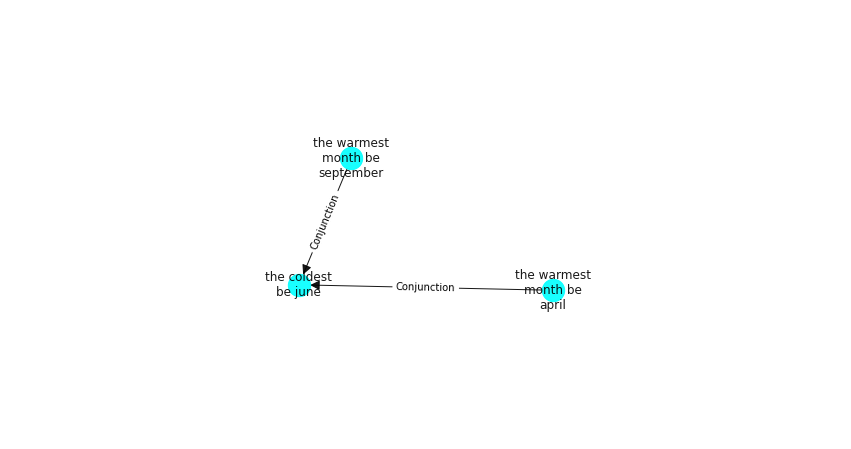 the warmest
month be
september
Conjunction
the coldest
be june
Conjunction
the warmest
month be
april